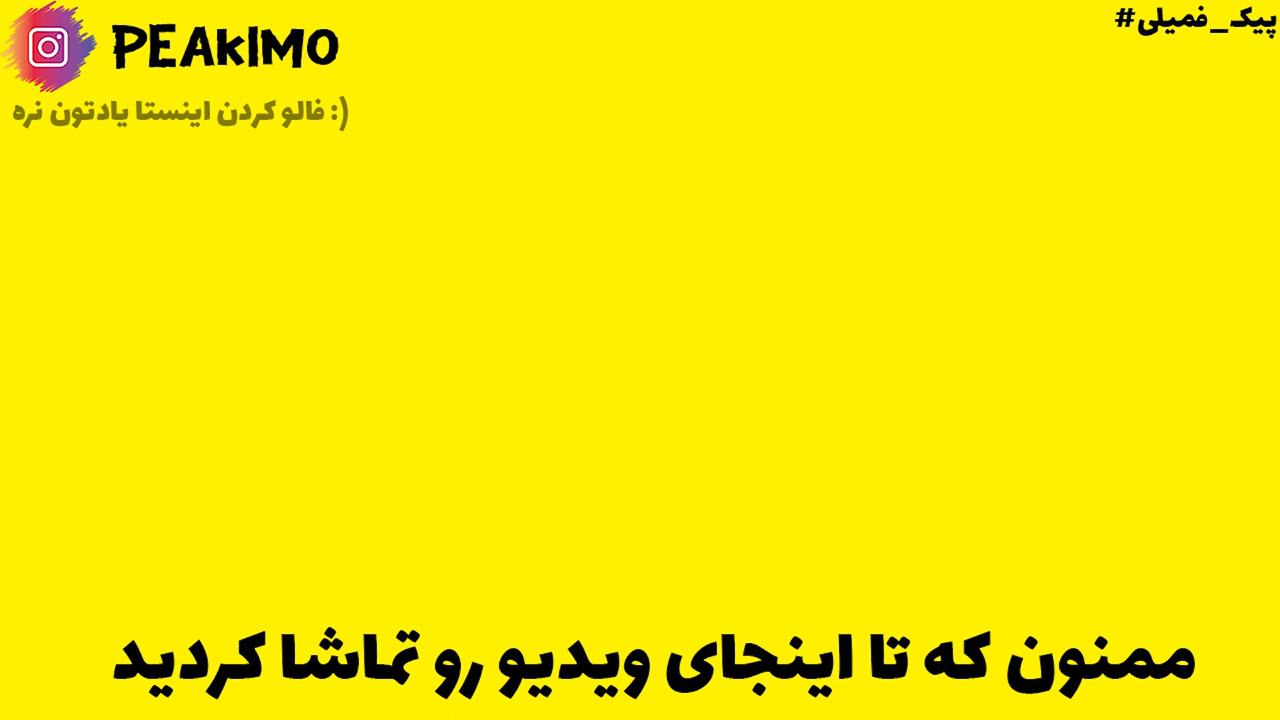 PEAKIMO
فالو کردن اینستا یادتون نره :)
#پیک_فمیلی
ممنون که تا اینجای ویدیو رو تماشا کردید